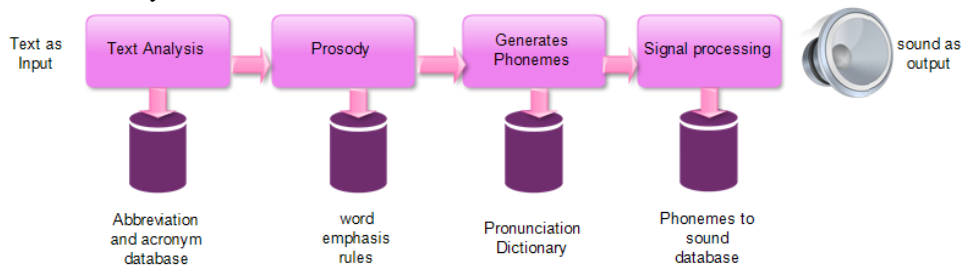 Text as
Input
Text Analysis
Prosody
Generates
Phonemes
Signal processing
sound as
output
Abbreviation
and acronym
database
word
emphasis
rules
Pronunciation
Dictionary
Phonemes to
sound
database